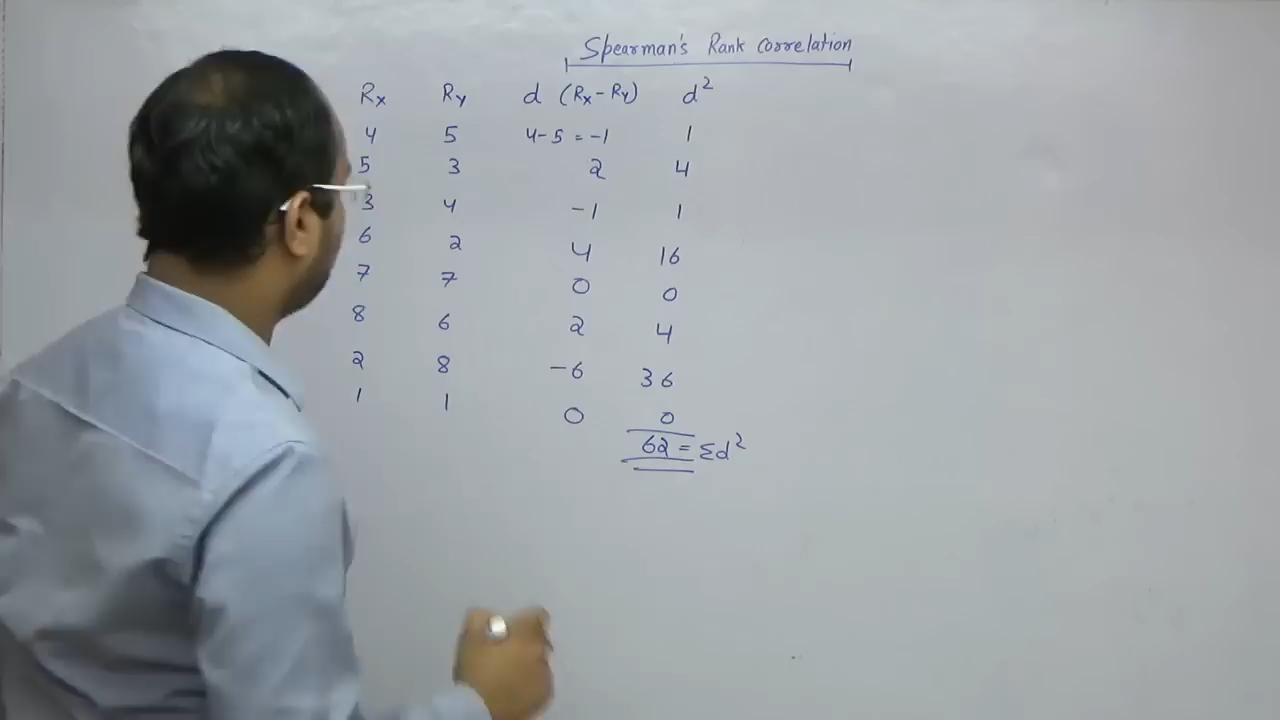 Spearman's Rank Correlation
Rx Ry d (Rx-Ry) d²
4 5 4-5=-1 1
5 3 2 4
3 4 -1 1
6 2 4 16
7 7 0 0
8 6 2 4
2 8 -6 36
1 1 0 0
62 = Σd²